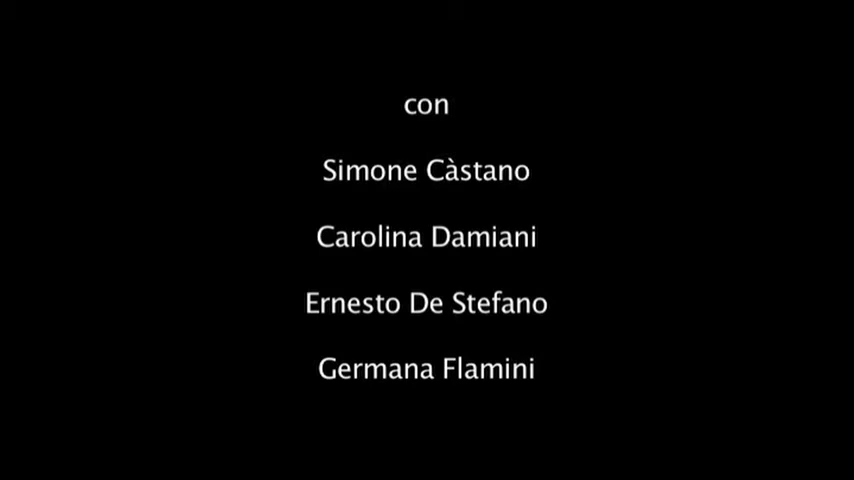 con
Simone Càstano
Carolina Damiani
Ernesto De Stefano
Germana Flamini